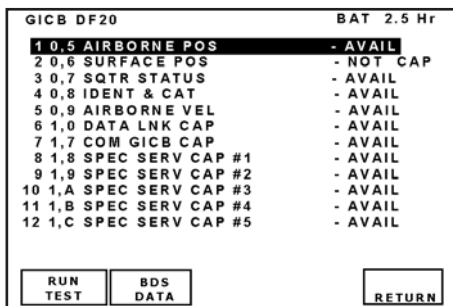 GICB DF20 BAT 2.5 Hr
1 0,5 AIRBORNE POS - AVAIL
2 0,6 SURFACE POS - NOT CAP
3 0,7 SQTR STATUS - AVAIL
4 0,8 IDENT & CAT - AVAIL
5 0,9 AIRBORNE VEL - AVAIL
6 1,0 DATA LNK CAP - AVAIL
7 1,7 COM GICB CAP - AVAIL
8 1,8 SPEC SERV CAP #1 - AVAIL
9 1,9 SPEC SERV CAP #2 - AVAIL
10 1,A SPEC SERV CAP #3 - AVAIL
11 1,B SPEC SERV CAP #4 - AVAIL
12 1,C SPEC SERV CAP #5 - AVAIL
RUN TEST
BDS DATA
RETURN